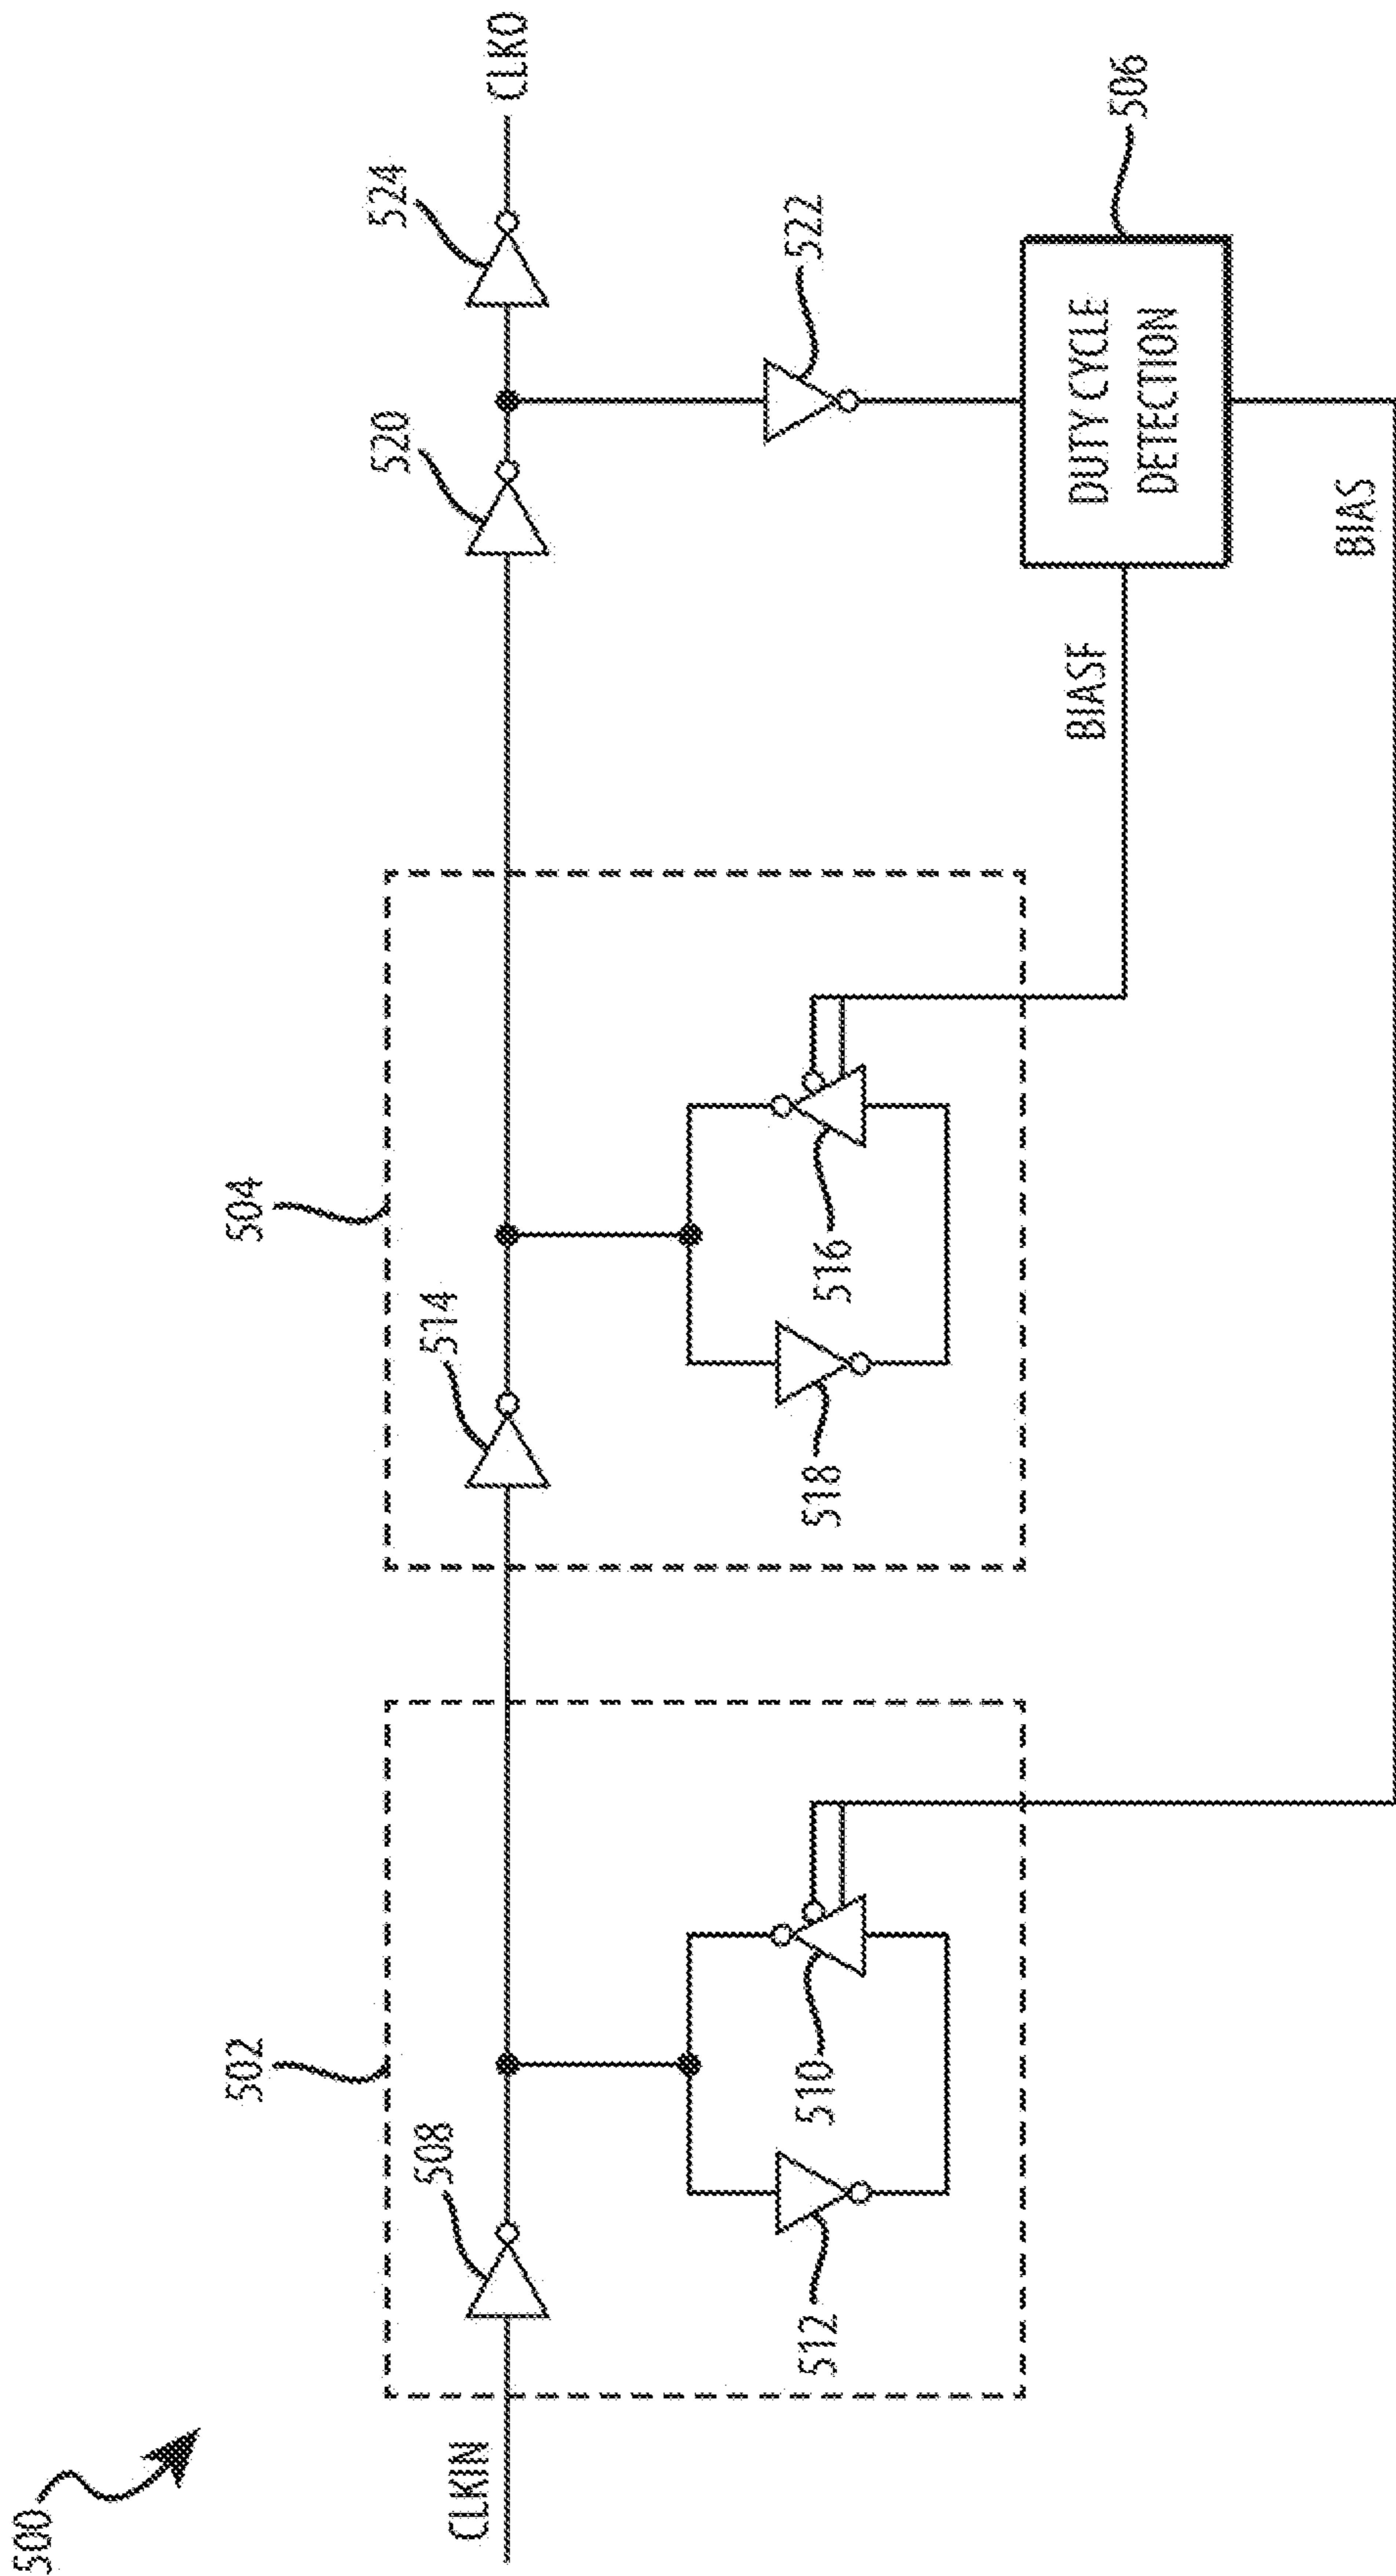 500
502
504
524
520
508
514
CLKIN
CLKO
522
512
510
518
516
506
DUTY CYCLE
DETECTION
BIASF
BIAS